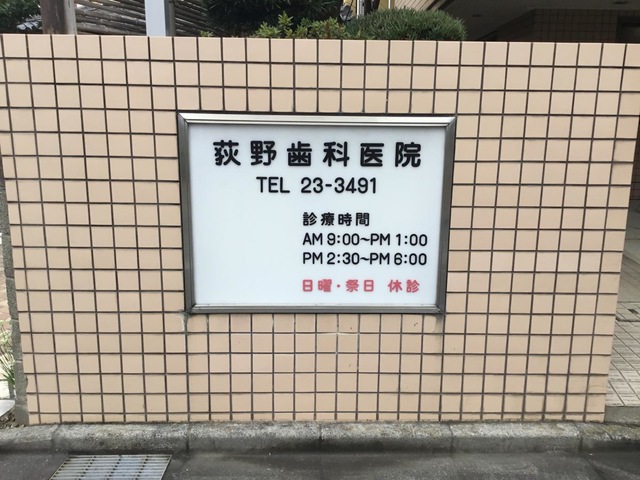 荻野歯科医院
TEL 23-3491
診療時間
AM 9:00～PM 1:00
PM 2:30～PM 6:00
日曜・祭日 休診